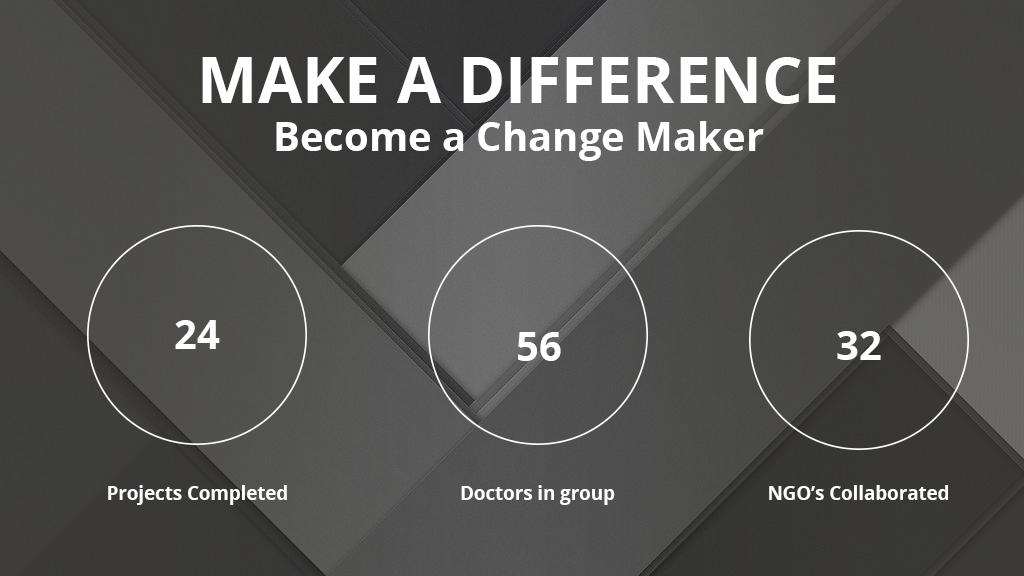 MAKE A DIFFERENCE
Become a Change Maker
24
56
32
Projects Completed
Doctors in group
NGO’s Collaborated